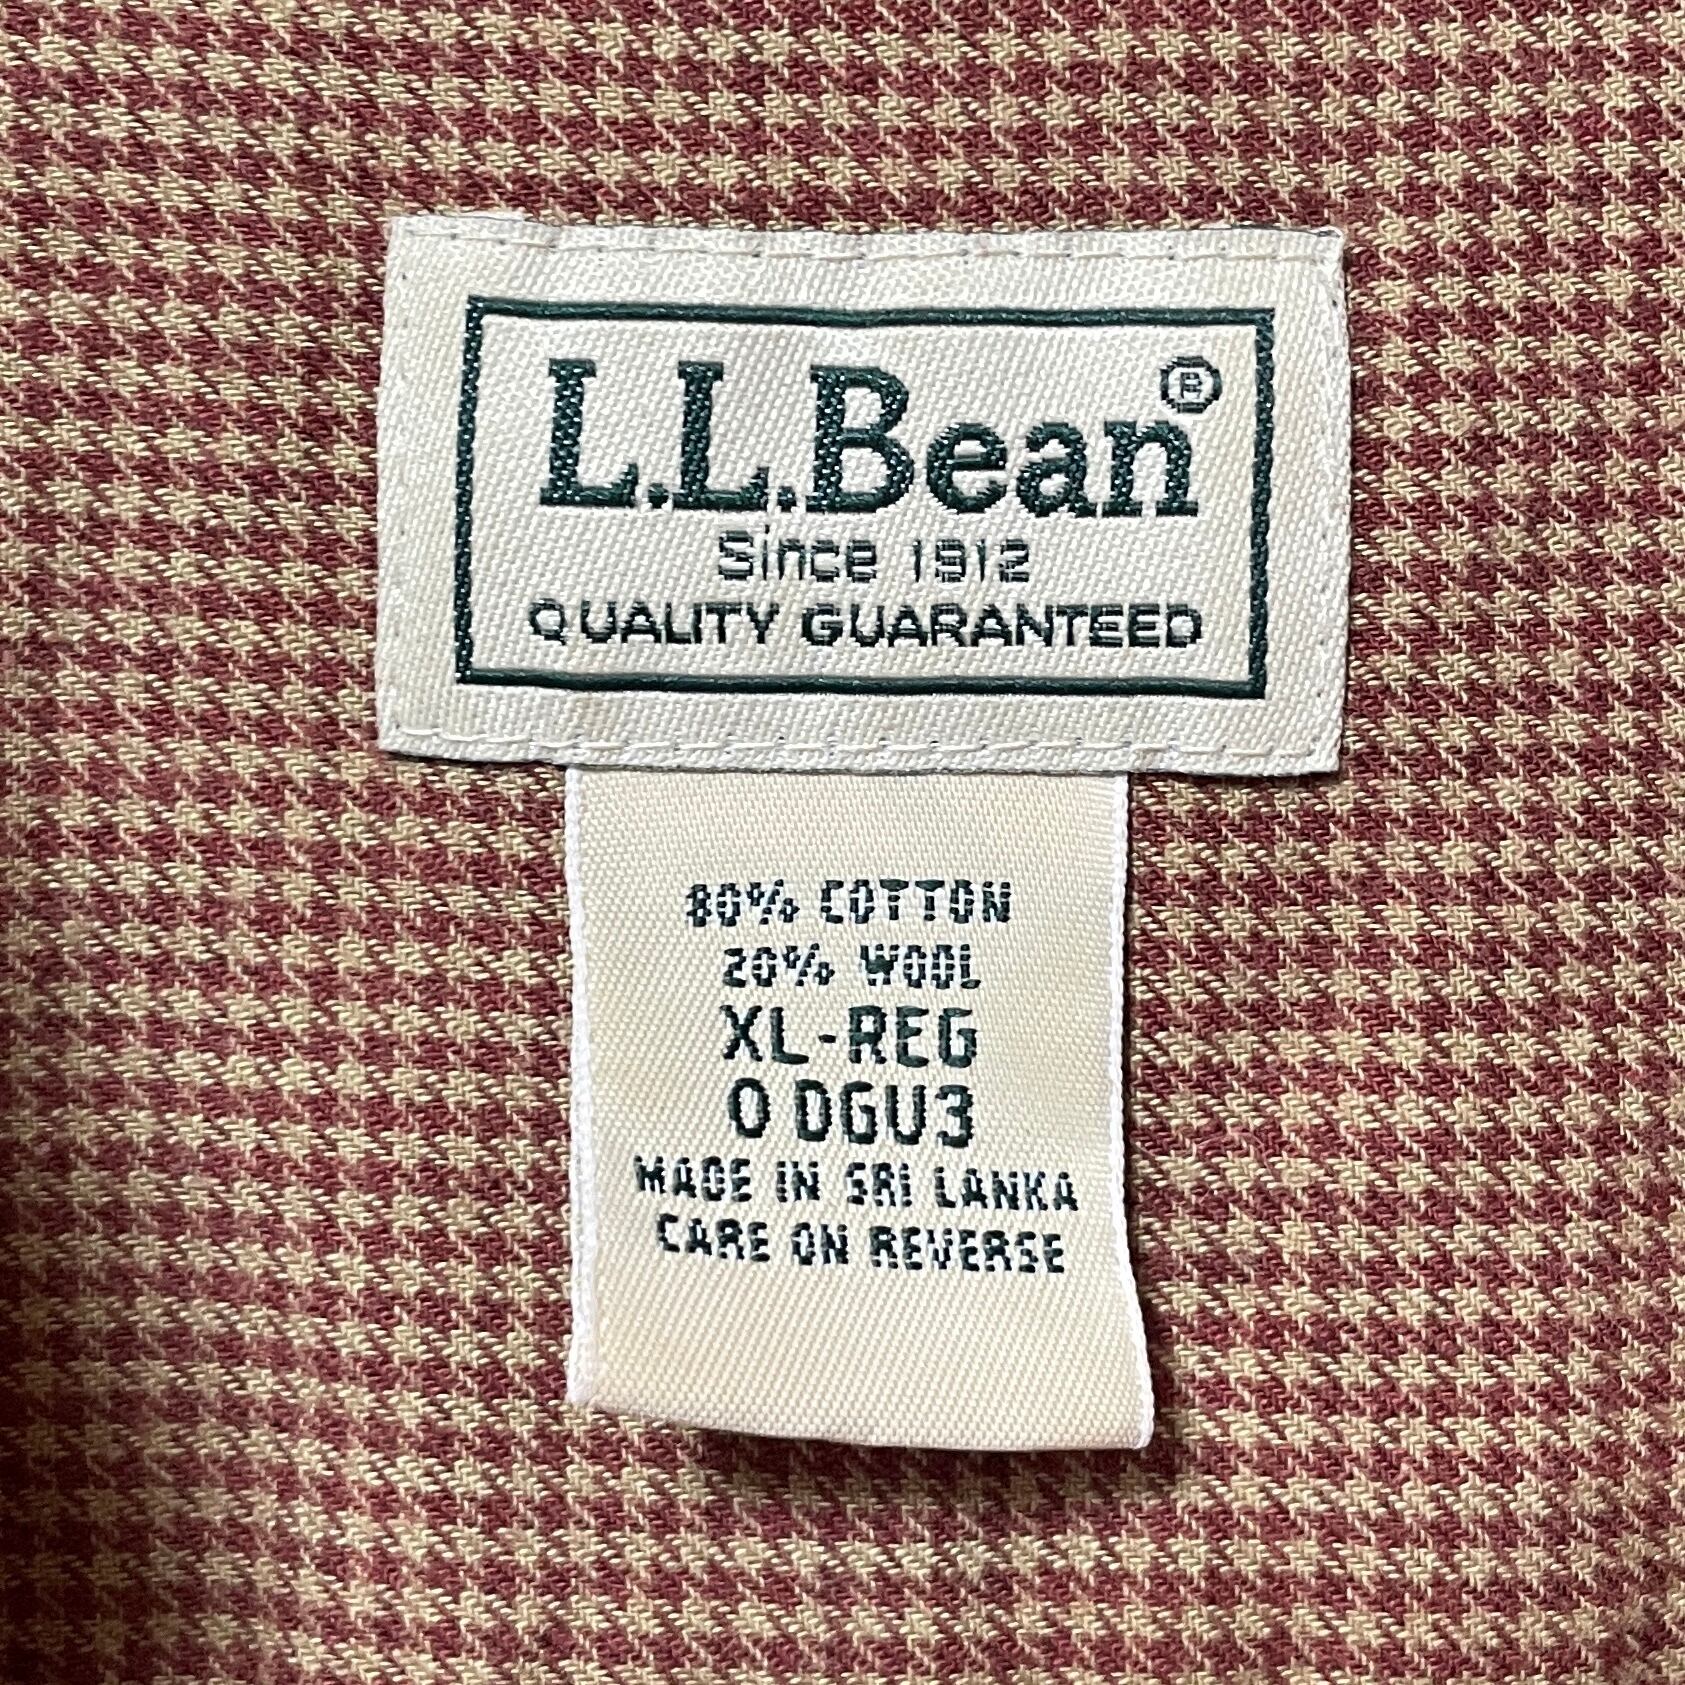 L.L.Bean®
Since 1912
QUALITY GUARANTEED
80% COTTON
20% WOOL
XL-REG
0 DGU3
MADE IN SRI LANKA
CARE ON REVERSE